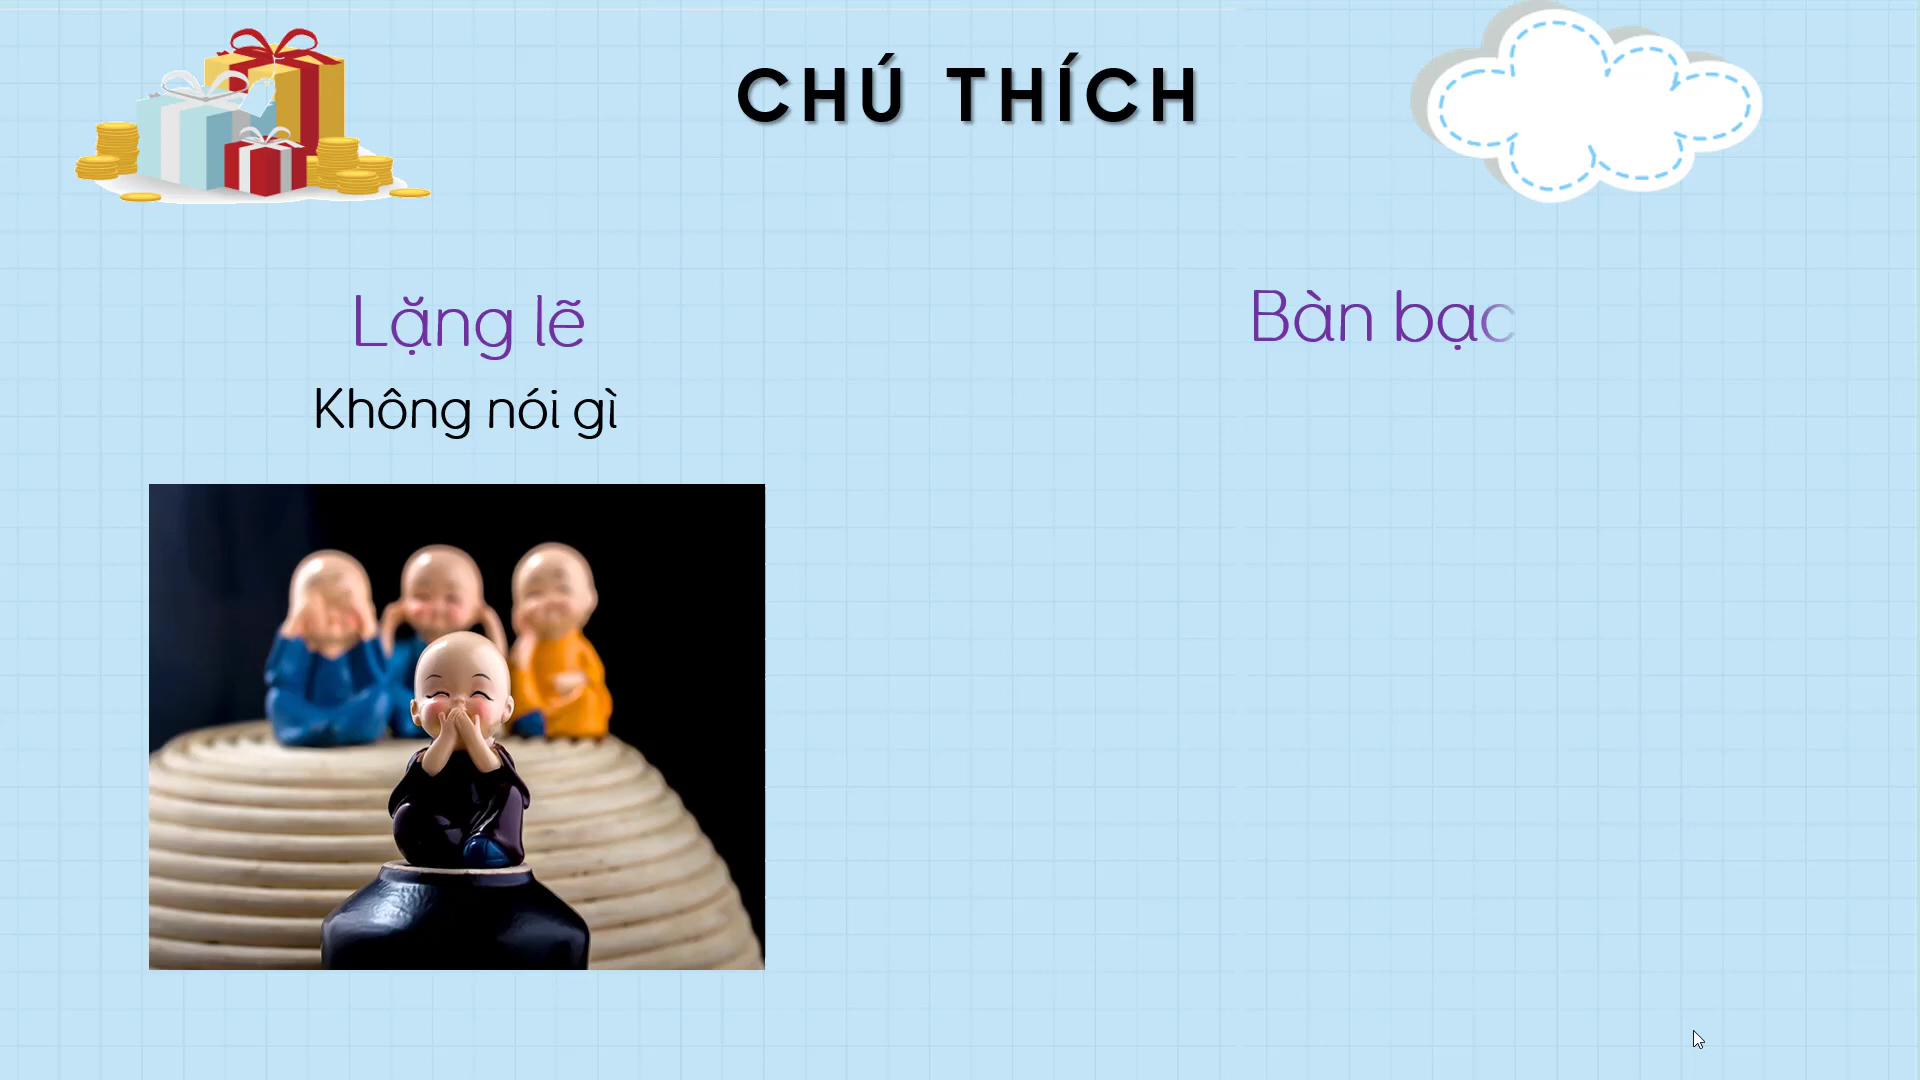 CHÚ THÍCH
Lặng lẽ
Không nói gì
Bàn bạc